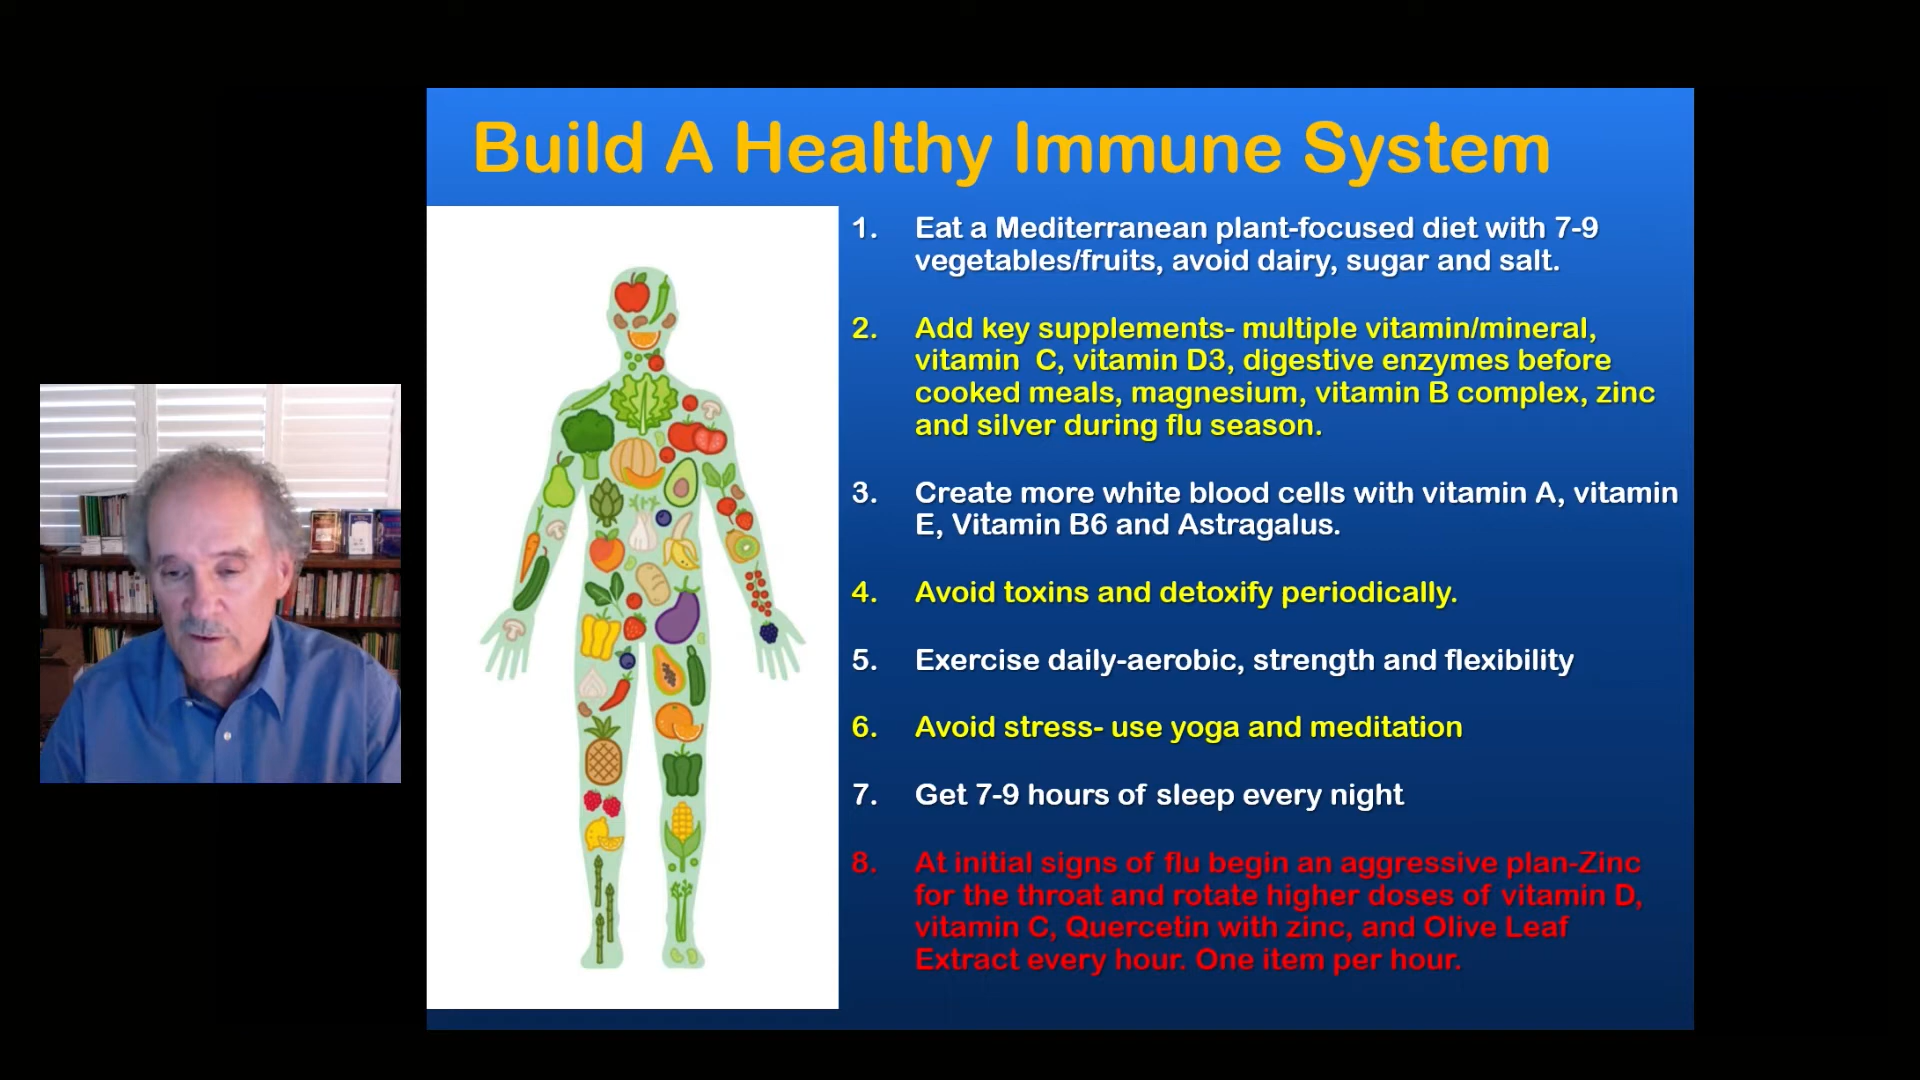 Build A Healthy Immune System
1. Eat a Mediterranean plant-focused diet with 7-9
vegetables/fruits, avoid dairy, sugar and salt.
2. Add key supplements- multiple vitamin/mineral,
vitamin  C, vitamin D3, digestive enzymes before
cooked meals, magnesium, vitamin B complex, zinc
and silver during flu season.
3. Create more white blood cells with vitamin A, vitamin
E, Vitamin B6 and Astragalus.
4. Avoid toxins and detoxify periodically.
5. Exercise daily-aerobic, strength and flexibility
6. Avoid stress- use yoga and meditation
7. Get 7-9 hours of sleep every night
8. At initial signs of flu begin an aggressive plan-Zinc
for the throat and rotate higher doses of vitamin D,
vitamin C, Quercetin with zinc, and Olive Leaf
Extract every hour. One item per hour.